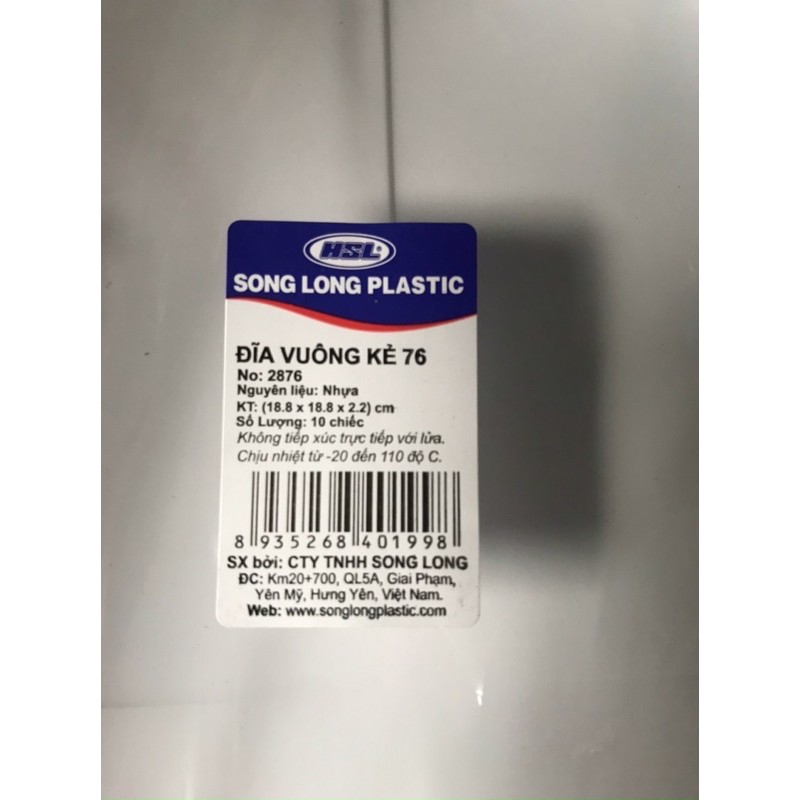 HSL
SONG LONG PLASTIC
ĐĨA VUÔNG KẺ 76
No: 2876
Nguyên liệu: Nhựa
KT: (18.8 x 18.8 x 2.2) cm
Số Lượng: 10 chiếc
Không tiếp xúc trực tiếp với lửa.
Chịu nhiệt từ -20 đến 110 độ C.
8 935268 401998
SX bởi: CTY TNHH SONG LONG
ĐC: Km20+700, QL5A, Giai Phạm,
Yên Mỹ, Hưng Yên, Việt Nam.
Web: www.songlongplastic.com